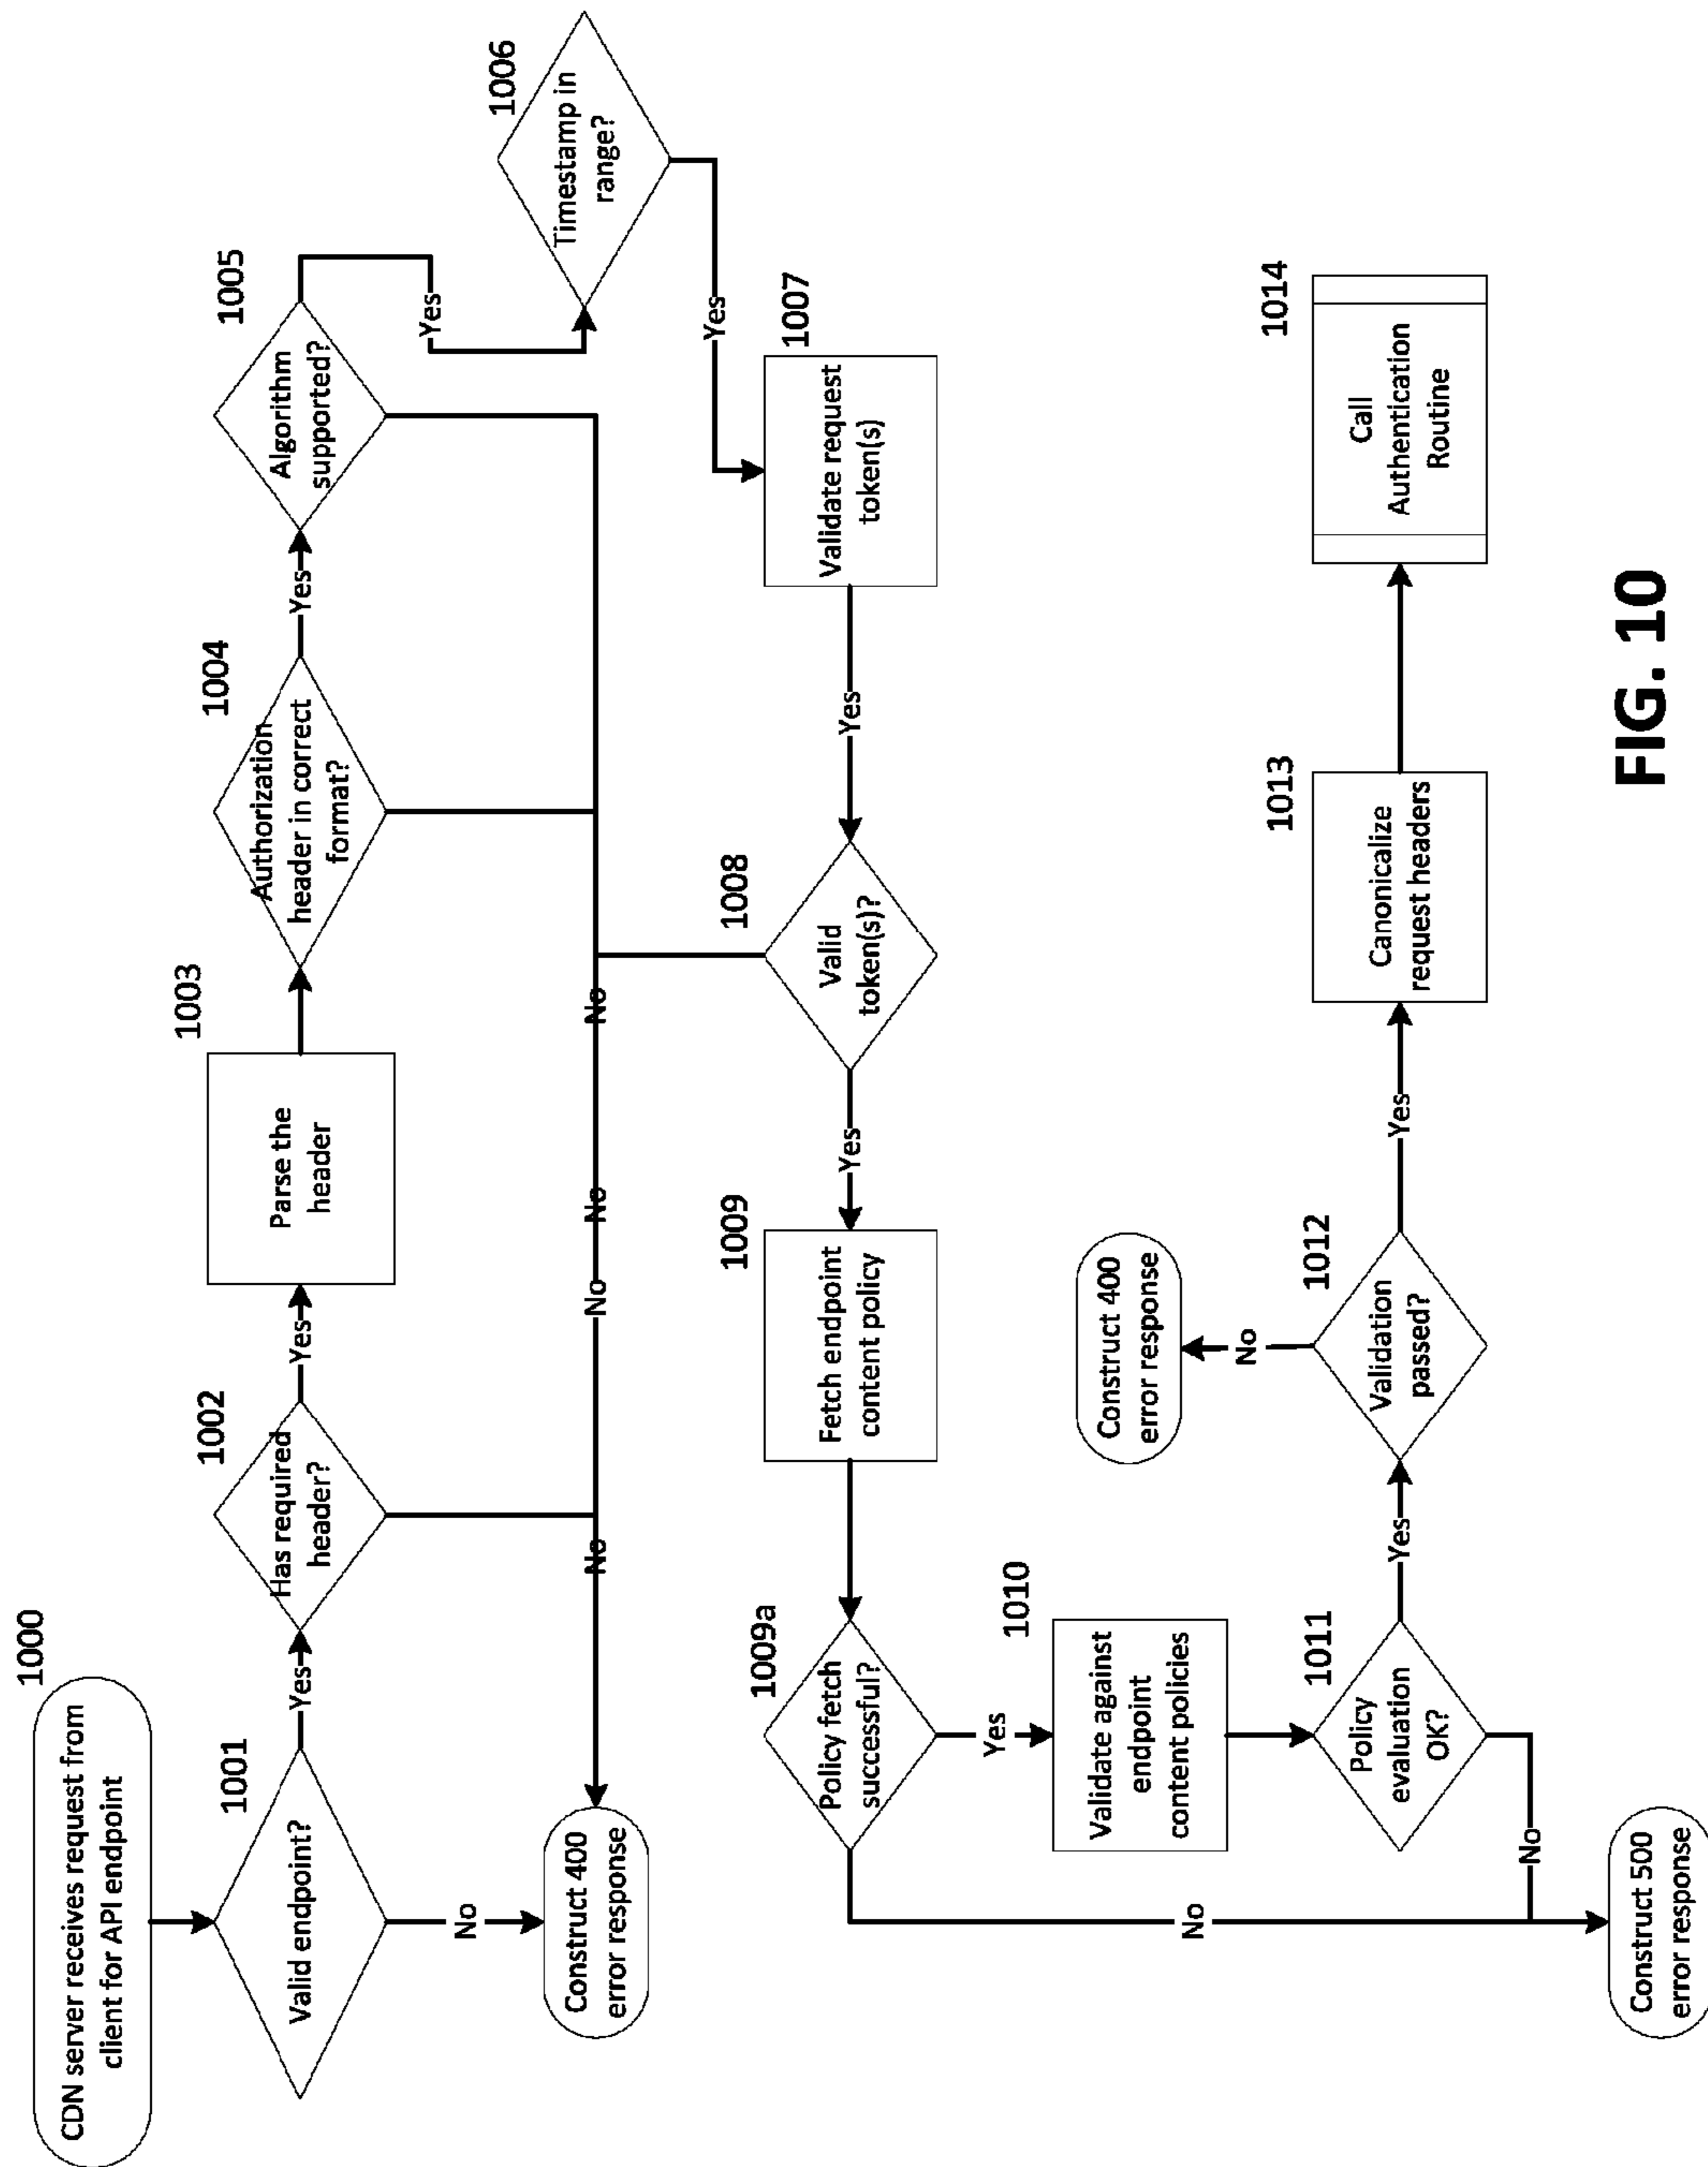 1000
CDN server receives request from
client for API endpoint
1001
Valid endpoint?
Yes
No
Construct 400
error response
1002
Has required
header?
Yes
No
1003
Parse the
header
1004
Authorization
header in correct
format?
Yes
No
1005
Algorithm
supported?
Yes
No
1006
Timestamp in
range?
Yes
1007
Validate request
token(s)
Yes
1008
Valid
token(s)?
No
Yes
1009
Fetch endpoint
content policy
1009a
Policy fetch
successful?
Yes
No
1010
Validate against
endpoint
content policies
1011
Policy
evaluation
OK?
Yes
No
Construct 500
error response
1012
Validation
passed?
No
Construct 400
error response
Yes
1013
Canonicalize
request headers
1014
Call
Authentication
Routine
FIG. 10